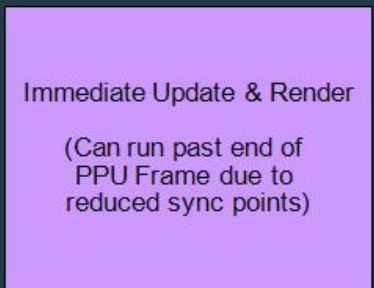 Immediate Update & Render
(Can run past end of
PPU Frame due to
reduced sync points)